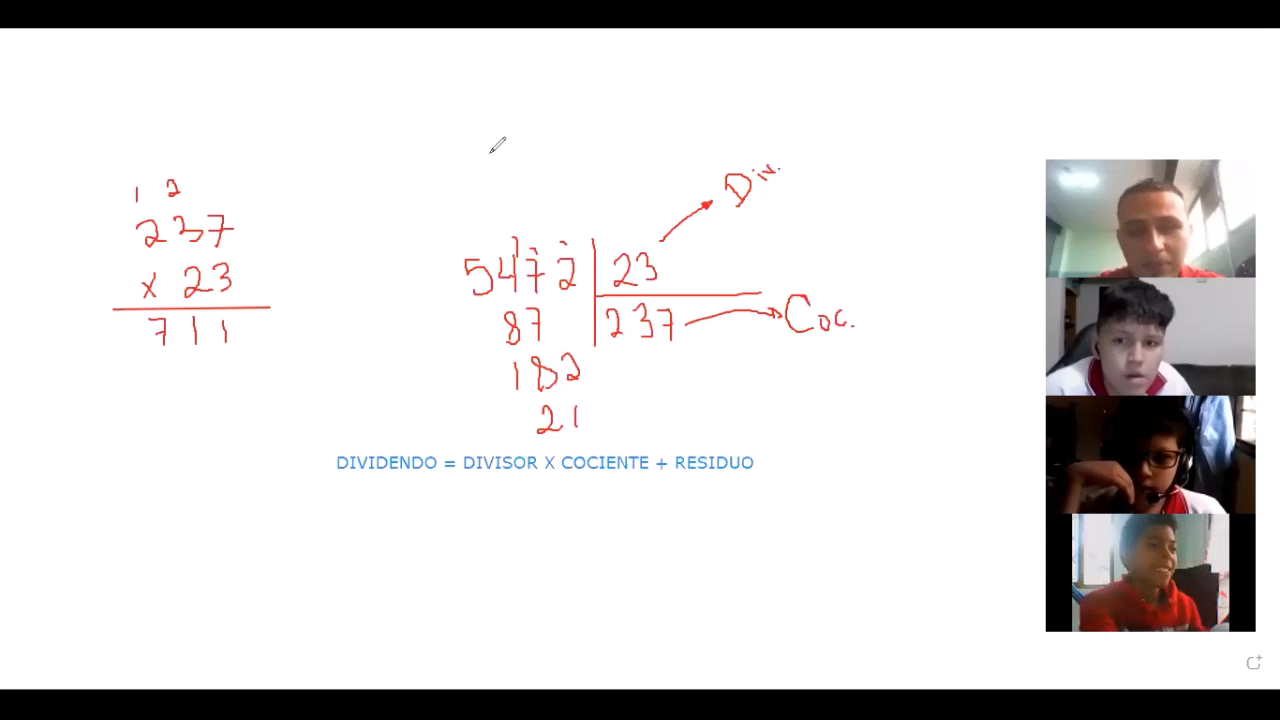 1 2
237
x 23
711
Div.
5472 23
87 237 Coc.
182
21
DIVIDENDO = DIVISOR X COCIENTE + RESIDUO